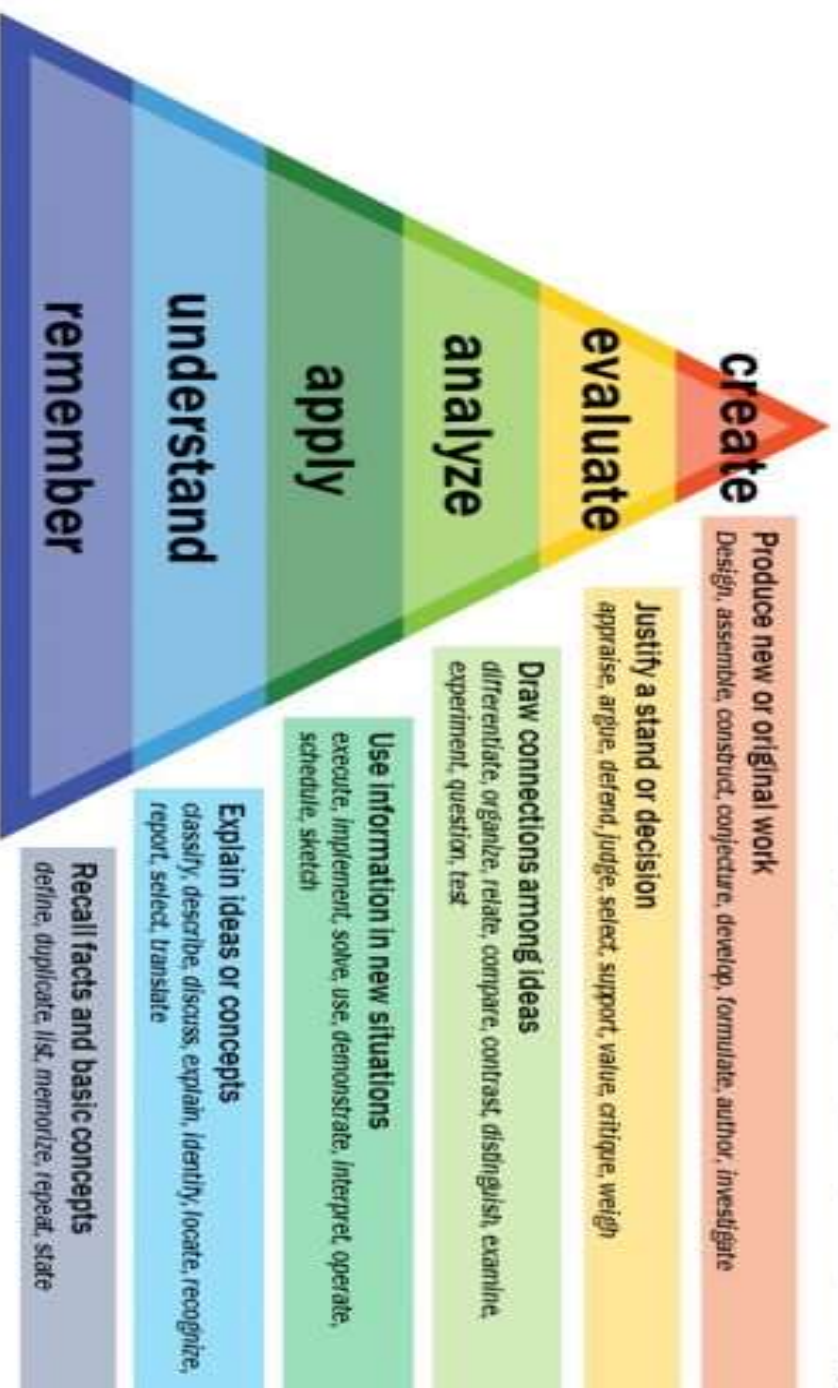 create
Produce new or original work
Design, assemble, construct, conjecture, develop, formulate, author, investigate
evaluate
Justify a stand or decision
appraise, argue, defend, judge, select, support, value, critique, weigh
analyze
Draw connections among ideas
differentiate, organize, relate, compare, contrast, distinguish, examine,
experiment, question, test
apply
Use information in new situations
execute, implement, solve, use, demonstrate, interpret, operate,
schedule, sketch
understand
Explain ideas or concepts
classify, describe, discuss, explain, identify, locate, recognize,
report, select, translate
remember
Recall facts and basic concepts
define, duplicate, list, memorize, repeat, state